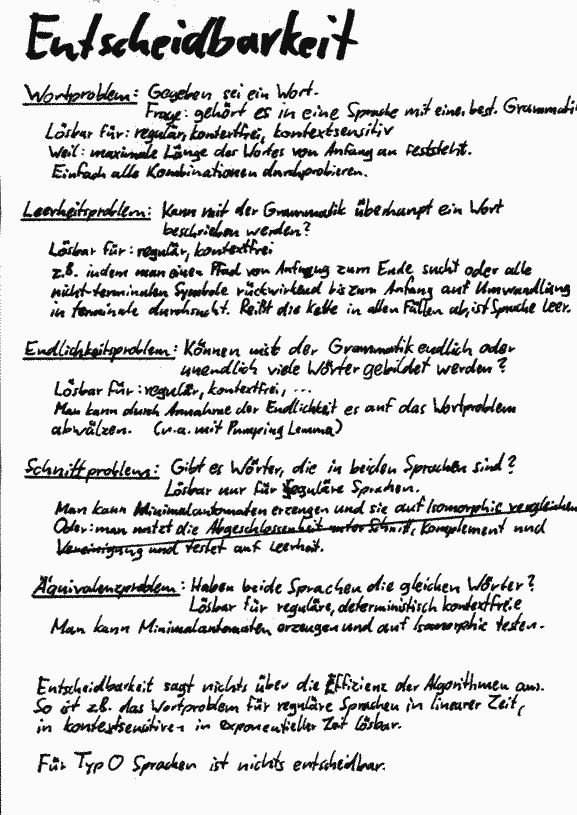 Entscheidbarkeit
Wortproblem: Gegeben sei ein Wort.
Frage: gehört es in eine Sprache mit einer best. Grammatik
Lösbar für: regulär, kontextfrei, kontextsensitiv
Weil: maximale Länge des Wortes von Anfang an feststeht.
Einfach alle Kombinationen durchprobieren.
Leerheitsproblem: Kann mit der Grammatik überhaupt ein Wort
beschrieben werden?
Lösbar für: regulär, kontextfrei
z.B. indem man einen Pfad von Anfang zum Ende sucht oder alle
nicht-terminalen Symbole rückwirkend bis zum Anfang auf Umwandlung
in terminale durchsucht. Reißt die Kette in allen Fällen ab, ist Sprache leer.
Endlichkeitsproblem: Können mit der Grammatik endlich oder
unendlich viele Wörter gebildet werden?
Lösbar für: regulär, kontextfrei, ...
Man kann durch Annahme der Endlichkeit es auf das Wortproblem
abwälzen. (v.a. mit Pumping Lemma)
Schnittproblem: Gibt es Wörter, die in beiden Sprachen sind?
Lösbar nur für reguläre Sprachen.
Man kann Minimalautomaten erzeugen und sie auf Isomorphie vergleichen
Oder: man nutzt die Abgeschlossenheit unter Schnitt, Komplement und
Vereinigung und testet auf Leerheit.
Äquivalenzproblem: Haben beide Sprachen die gleichen Wörter?
Lösbar für reguläre, deterministisch kontextfreie
Man kann Minimalautomaten erzeugen und auf Isomorphie testen.
Entscheidbarkeit sagt nichts über die Effizienz der Algorithmen aus.
So ist z.B. das Wortproblem für reguläre Sprachen in linearer Zeit,
in kontextsensitiven in exponentieller Zeit lösbar.
Für Typ 0 Sprachen ist nichts entscheidbar.